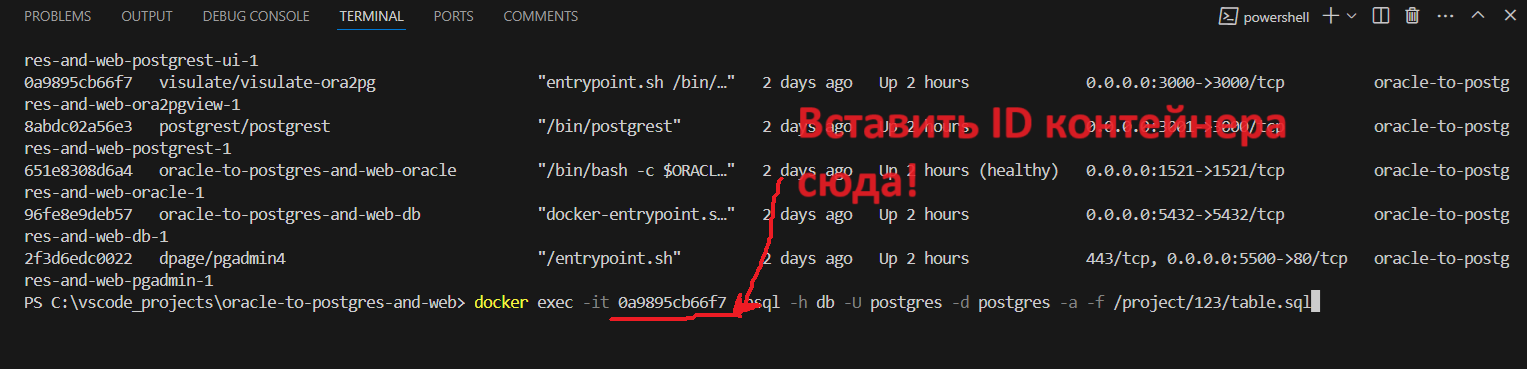 PROBLEMS OUTPUT DEBUG CONSOLE TERMINAL PORTS COMMENTS powershell
res-and-web-postgrest-ui-1
0a9895cb66f7 visulate/visulate-ora2pg "entrypoint.sh /bin/…" 2 days ago Up 2 hours 0.0.0.0:3000->3000/tcp oracle-to-postg
res-and-web-ora2pgview-1
Вставить ID контейнера
8abdc02a56e3 postgrest/postgrest "/bin/postgrest" 2 days ago Up 2 hours 0.0.0.0:3001->3000/tcp oracle-to-postg
res-and-web-postgrest-1
651e8308d6a4 oracle-to-postgres-and-web-oracle "/bin/bash -c $ORACL…" 2 days ago Up 2 hours (healthy) 0.0.0.0:1521->1521/tcp oracle-to-postg
сюда!
res-and-web-oracle-1
96fe8e9deb57 oracle-to-postgres-and-web-db "docker-entrypoint.s…" 2 days ago Up 2 hours 0.0.0.0:5432->5432/tcp oracle-to-postg
res-and-web-db-1
2f3d6edc0022 dpage/pgadmin4 "/entrypoint.sh" 2 days ago Up 2 hours 443/tcp, 0.0.0.0:5500->80/tcp oracle-to-postg
res-and-web-pgadmin-1
PS C:\vscode_projects\oracle-to-postgres-and-web> docker exec -it 0a9895cb66f7 psql -h db -U postgres -d postgres -a -f /project/123/table.sql